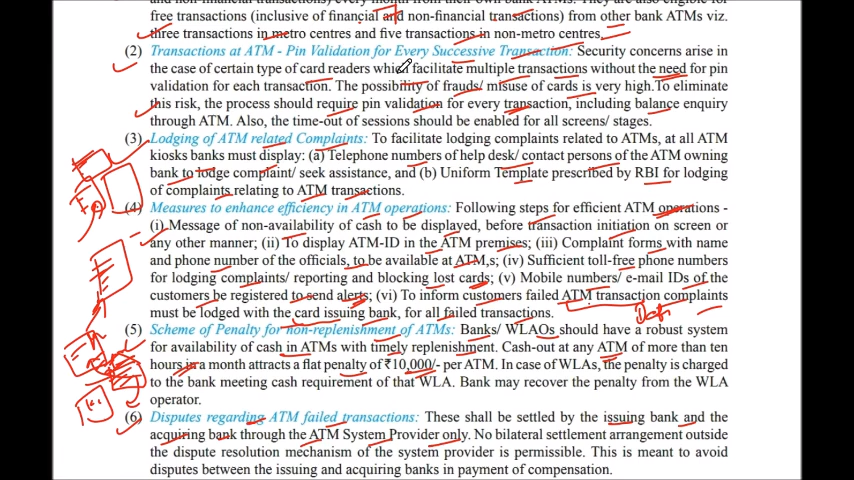 and non-financial transactions) every month from their own bank ATMs. They are also eligible for
free transactions (inclusive of financial and non-financial transactions) from other bank ATMs viz.
three transactions in metro centres and five transactions in non-metro centres.
(2) Transactions at ATM - Pin Validation for Every Successive Transaction: Security concerns arise in
the case of certain type of card readers which facilitate multiple transactions without the need for pin
validation for each transaction. The possibility of frauds/ misuse of cards is very high. To eliminate
this risk, the process should require pin validation for every transaction, including balance enquiry
through ATM. Also, the time-out of sessions should be enabled for all screens/ stages.
(3) Lodging of ATM related Complaints: To facilitate lodging complaints related to ATMs, at all ATM
kiosks banks must display: (a) Telephone numbers of help desk/ contact persons of the ATM owning
bank to lodge complaint/ seek assistance, and (b) Uniform Template prescribed by RBI for lodging
of complaints relating to ATM transactions.
(4) Measures to enhance efficiency in ATM operations: Following steps for efficient ATM operations -
(i) Message of non-availability of cash to be displayed, before transaction initiation on screen or
any other manner; (ii) To display ATM-ID in the ATM premises; (iii) Complaint forms with name
and phone number of the officials, to be available at ATM,s; (iv) Sufficient toll-free phone numbers
for lodging complaints/ reporting and blocking lost cards; (v) Mobile numbers/ e-mail IDs of the
customers be registered to send alerts; (vi) To inform customers failed ATM transaction complaints
must be lodged with the card issuing bank, for all failed transactions.
(5) Scheme of Penalty for non-replenishment of ATMs: Banks/ WLAOs should have a robust system
for availability of cash in ATMs with timely replenishment. Cash-out at any ATM of more than ten
hours in a month attracts a flat penalty of ₹10,000/- per ATM. In case of WLAs, the penalty is charged
to the bank meeting cash requirement of that WLA. Bank may recover the penalty from the WLA
operator.
(6) Disputes regarding ATM failed transactions: These shall be settled by the issuing bank and the
acquiring bank through the ATM System Provider only. No bilateral settlement arrangement outside
the dispute resolution mechanism of the system provider is permissible. This is meant to avoid
disputes between the issuing and acquiring banks in payment of compensation.